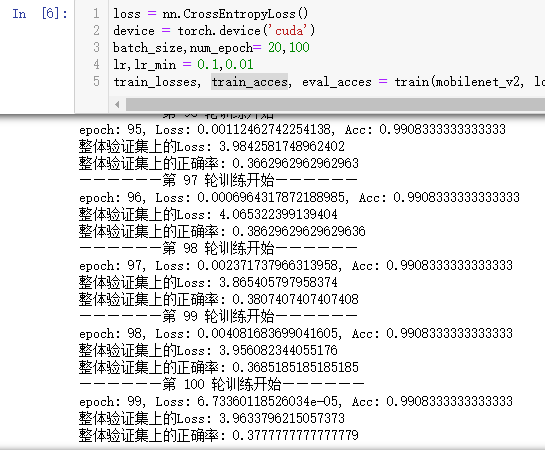 In [6]:
1 loss = nn.CrossEntropyLoss()
2 device = torch.device('cuda')
3 batch_size,num_epoch= 20,100
4 lr,lr_min = 0.1,0.01
5 train_losses, train_acces, eval_acces = train(mobilenet_v2, lo
epoch: 95, Loss: 0.00112462742254138, Acc: 0.9908333333333333
整体验证集上的Loss: 3.9842581748962402
整体验证集上的正确率: 0.3662962962962963
——————第 97 轮训练开始——————
epoch: 96, Loss: 0.0006964317872188985, Acc: 0.9908333333333333
整体验证集上的Loss: 4.065322399139404
整体验证集上的正确率: 0.38629629629629636
——————第 98 轮训练开始——————
epoch: 97, Loss: 0.002371737966313958, Acc: 0.9908333333333333
整体验证集上的Loss: 3.865405797958374
整体验证集上的正确率: 0.3807407407407408
——————第 99 轮训练开始——————
epoch: 98, Loss: 0.004081683699041605, Acc: 0.9908333333333333
整体验证集上的Loss: 3.956082344055176
整体验证集上的正确率: 0.3685185185185185
——————第 100 轮训练开始——————
epoch: 99, Loss: 6.73360118526034e-05, Acc: 0.9908333333333333
整体验证集上的Loss: 3.9633796215057373
整体验证集上的正确率: 0.3777777777777779